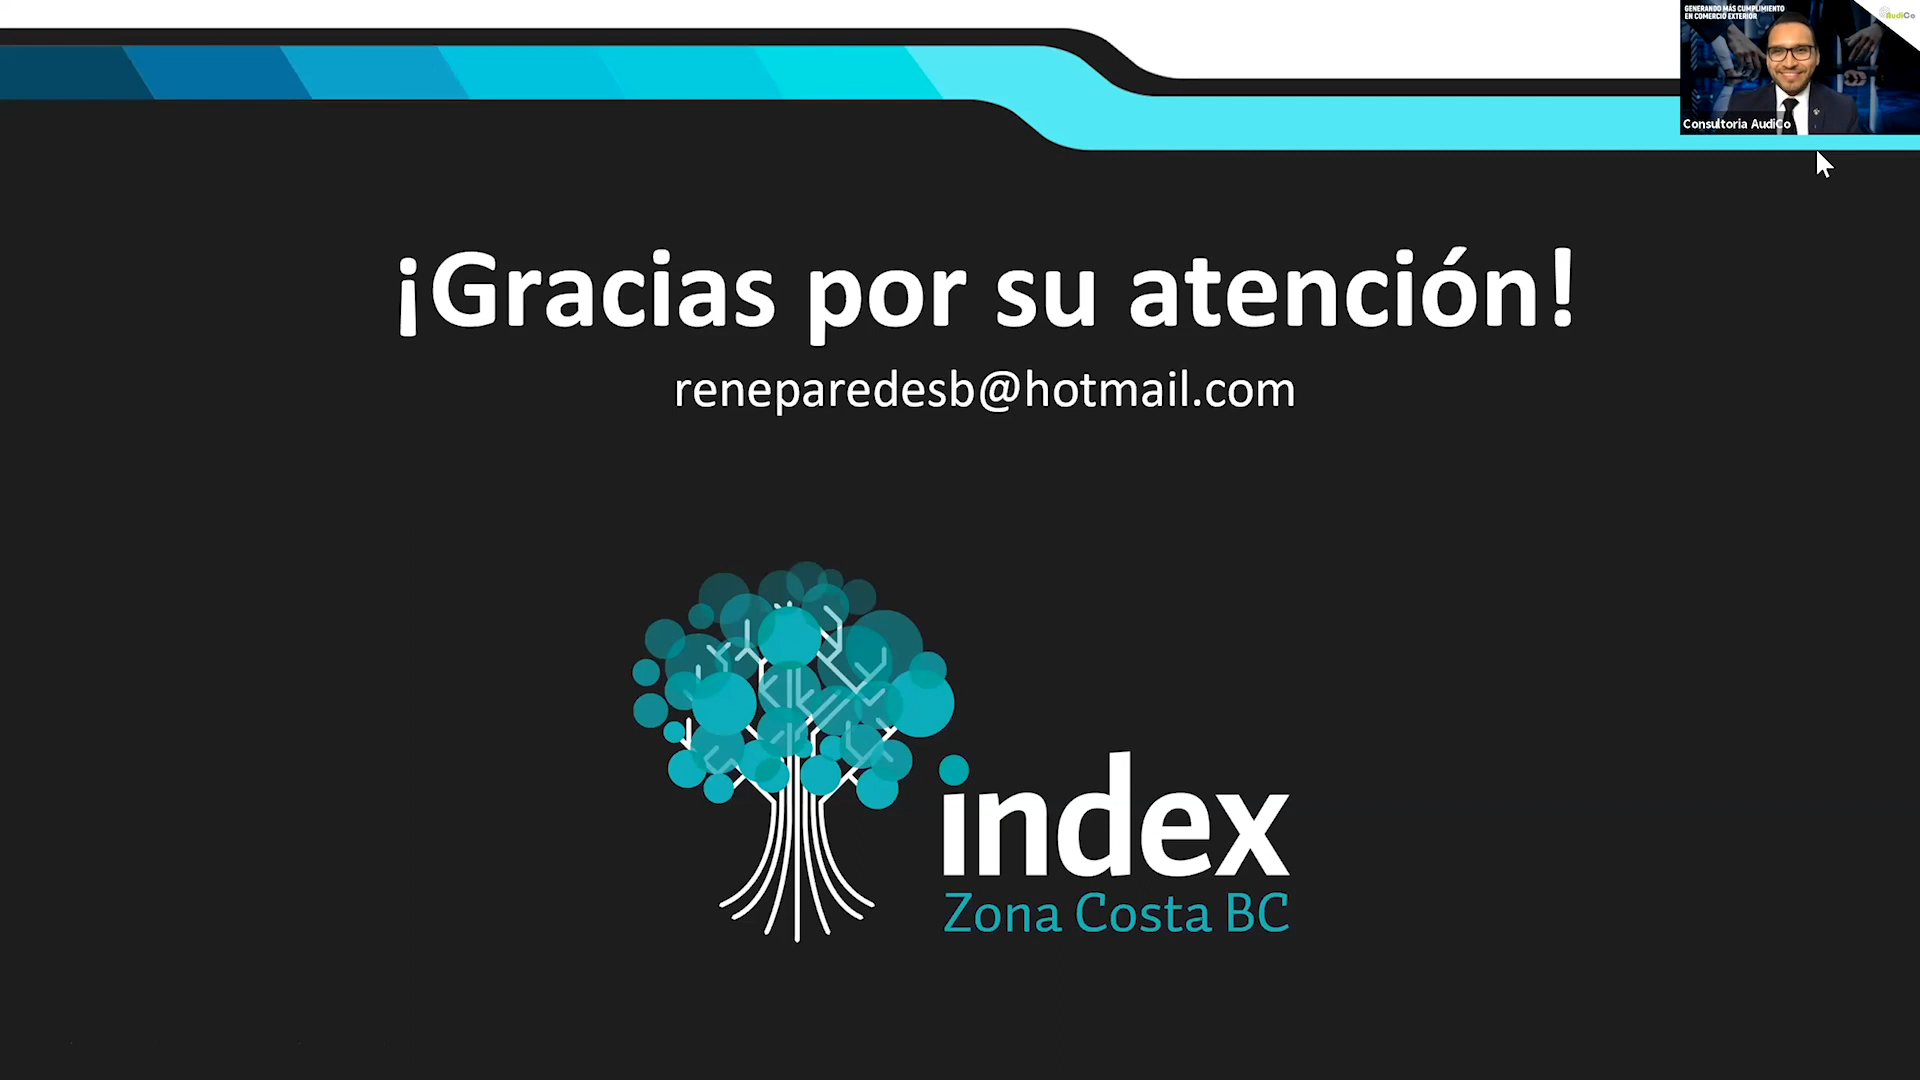 GENERANDO MÁS CUMPLIMIENTO
EN COMERCIO EXTERIOR
AudiCo
Consultoria AudiCo
¡Gracias por su atención!
reneparedesb@hotmail.com
index
Zona Costa BC